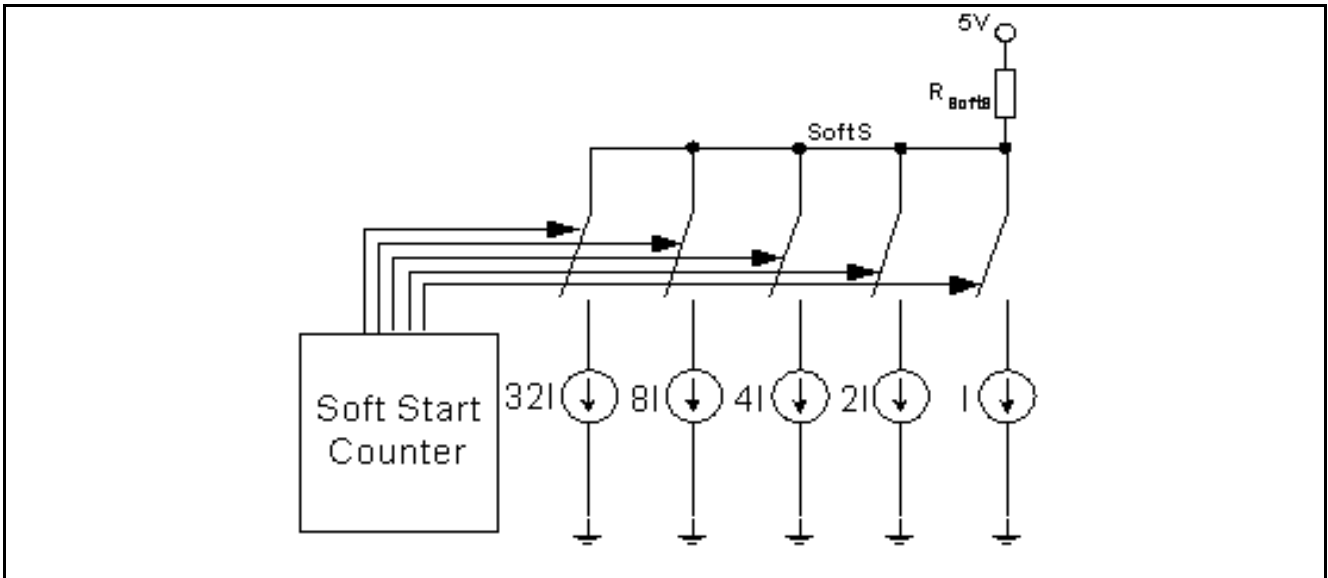 5V
R SoftS
SoftS
32I
8I
4I
2I
I
Soft Start
Counter